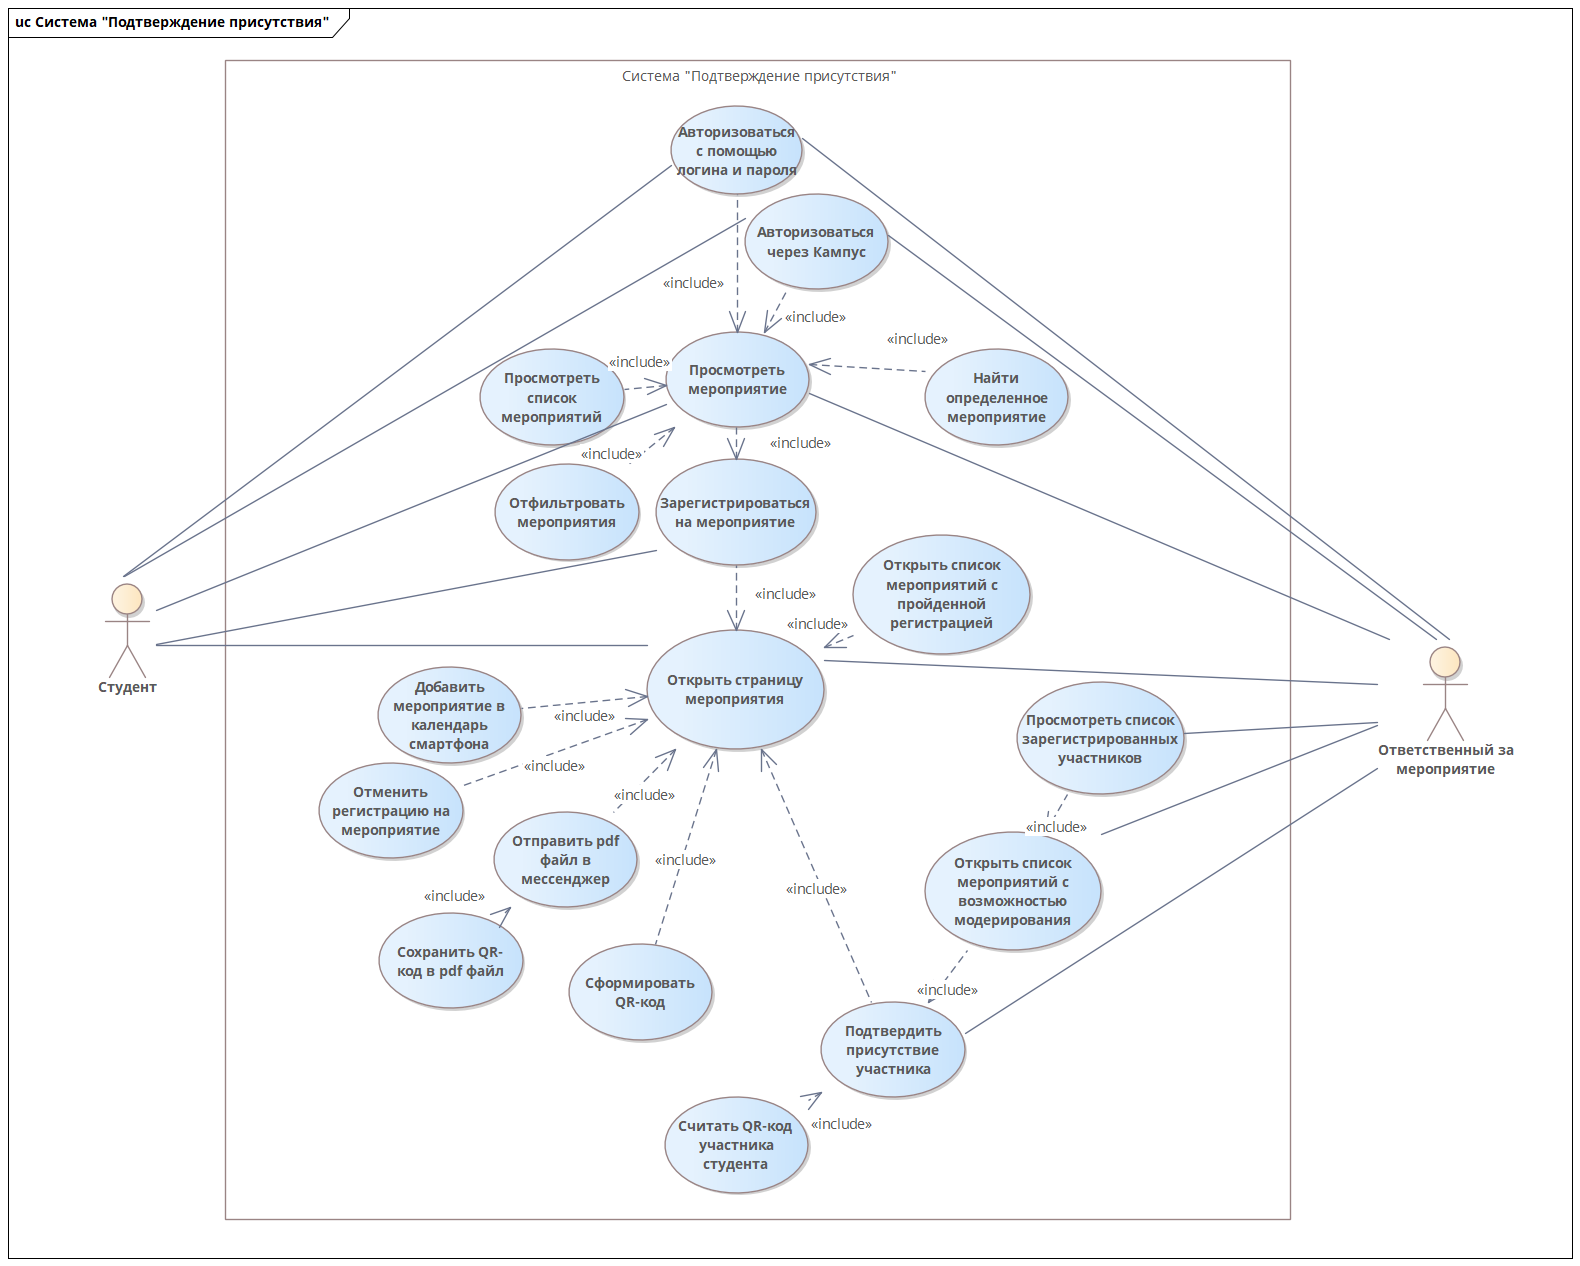 uc Система "Подтверждение присутствия"
Система "Подтверждение присутствия"
Авторизоваться
с помощью
логина и пароля
Авторизоваться
через Кампус
«include»
«include»
«include»
«include»
Просмотреть
список
мероприятий
Просмотреть
мероприятие
Найти
определенное
мероприятие
«include»
«include»
Отфильтровать
мероприятия
Зарегистрироваться
на мероприятие
Открыть список
мероприятий с
пройденной
регистрацией
«include»
«include»
Студент
Открыть страницу
мероприятия
Добавить
мероприятие в
календарь
смартфона
«include»
Просмотреть список
зарегистрированных
участников
Ответственный за
мероприятие
«include»
Отменить
регистрацию на
мероприятие
«include»
«include»
Отправить pdf
файл в
мессенджер
«include»
«include»
Открыть список
мероприятий с
возможностью
модерирования
«include»
Сохранить QR-
код в pdf файл
Сформировать
QR-код
«include»
Подтвердить
присутствие
участника
Считать QR-код
участника
студента
«include»